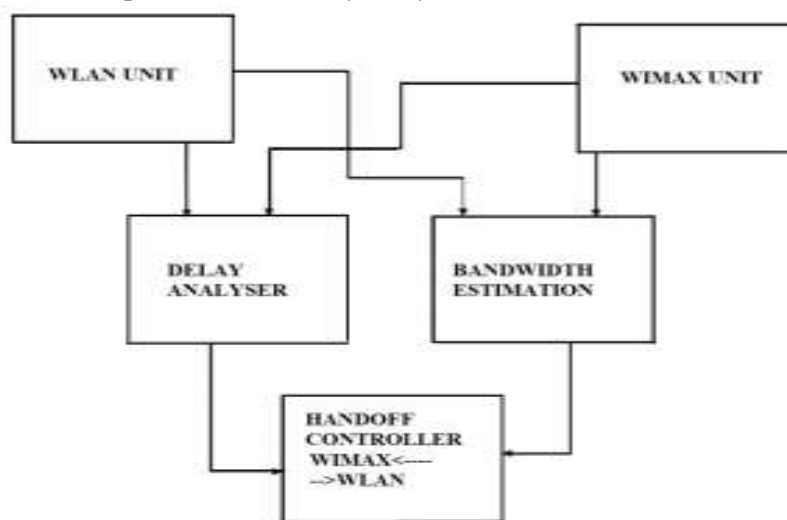 WLAN UNIT
WIMAX UNIT
DELAY
ANALYSER
BANDWIDTH
ESTIMATION
HANDOFF
CONTROLLER
WIMAX<----
-->WLAN